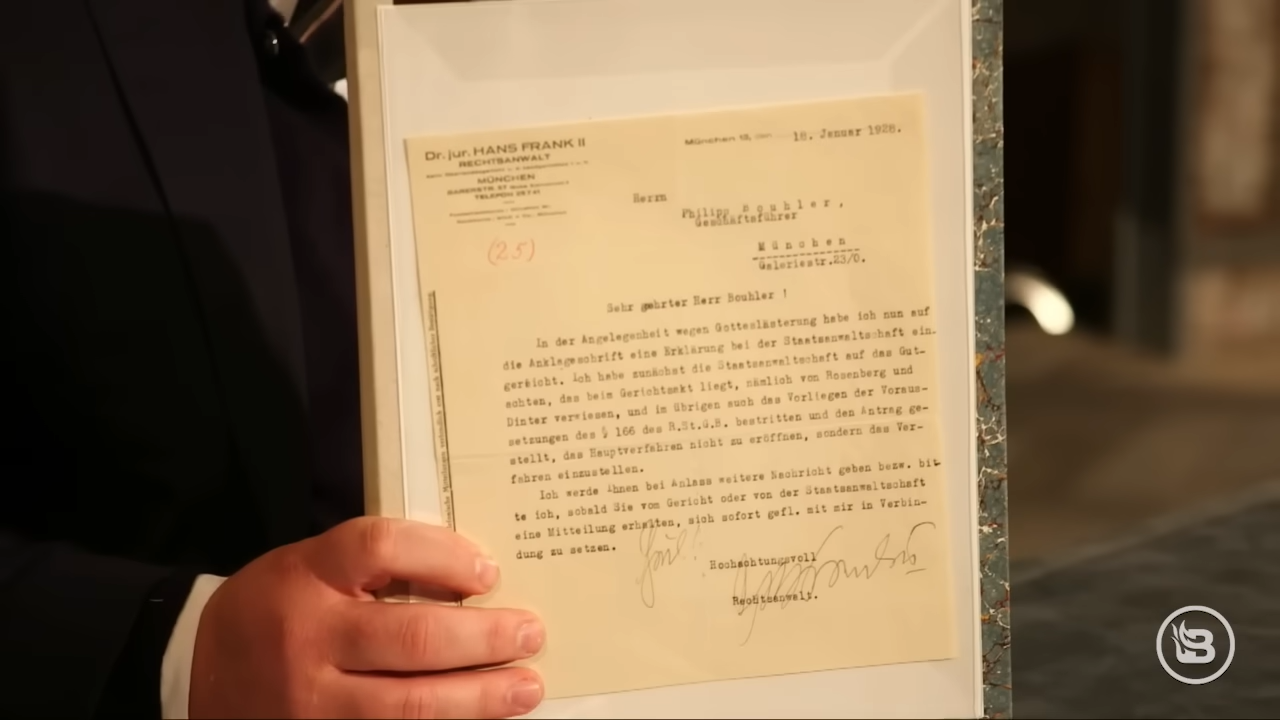 Dr. jur. HANS FRANK II
RECHTSANWALT
MÜNCHEN
TELEFON
München 13, den 18. Januar 1928.
(25)
Herrn
Philipp Bouhler,
Geschäftsführer
München
Galeriestr.23/0.
Sehr gehrter Herr Bouhler !
In der Angelegenheit wegen Gotteslästerung habe ich nun auf
die Anklageschrift eine Erklärung bei der Staatsanwaltschaft ein-
gereicht. Ich habe zunächst die Staatsanwaltschaft auf das Gut-
achten, das beim Gerichtsakt liegt, nämlich von Rosenberg und
Dinter verwiesen, und im übrigen auch das Vorliegen der Voraus-
setzungen des § 166 des R.St.G.B. bestritten und den Antrag ge-
stellt, das Hauptverfahren nicht zu eröffnen, sondern das Ver-
fahren einzustellen.
Ich werde Ihnen bei Anlass weitere Nachricht geben bezw. bit
te ich, sobald Sie vom Gericht oder von der Staatsanwaltschaft
eine Mitteilung erhalten, sich sofort gefl. mit mir in Verbin-
dung zu setzen.
Heil!
Hochachtungsvoll
Rechtsanwalt.
B